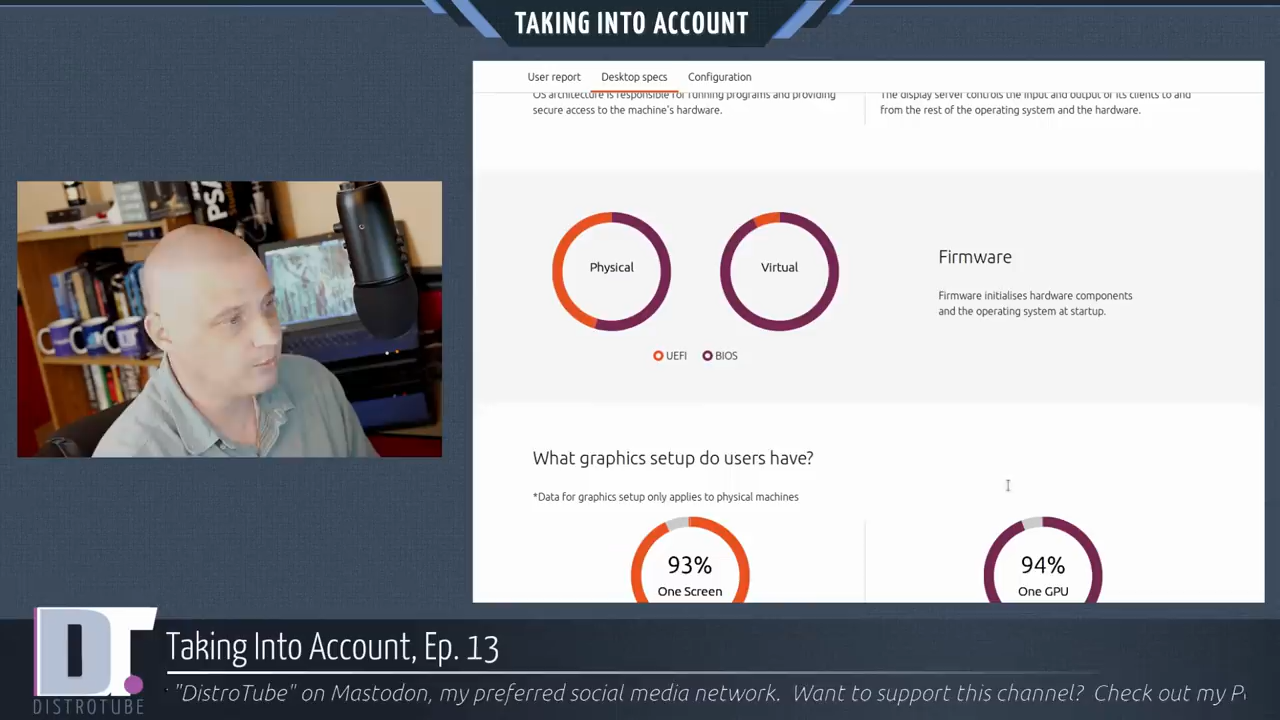 TAKING INTO ACCOUNT
User report
Desktop specs
Configuration
OS architecture is responsible for running programs and providing
secure access to the machine's hardware.
The display server controls the input and output of its clients to and
from the rest of the operating system and the hardware.
Physical
Virtual
UEFI
BIOS
Firmware
Firmware initialises hardware components
and the operating system at startup.
What graphics setup do users have?
*Data for graphics setup only applies to physical machines
93%
One Screen
94%
One GPU
PSA
D.T.
DISTROTUBE
Taking Into Account, Ep. 13
"DistroTube" on Mastodon, my preferred social media network. Want to support this channel? Check out my P